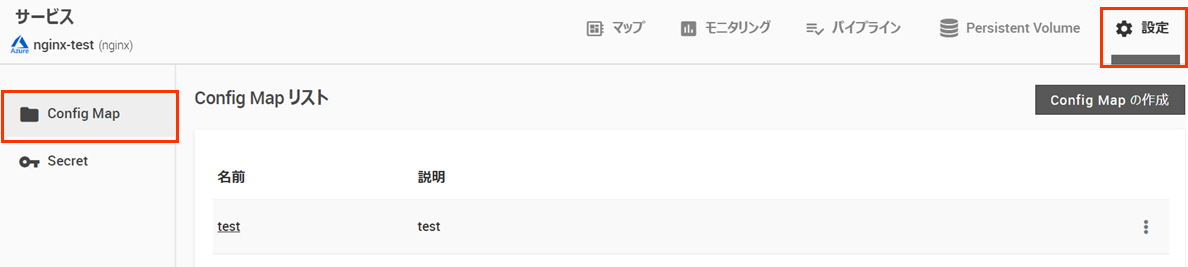 サービス
Azure nginx-test (nginx)
マップ モニタリング パイプライン Persistent Volume 設定
Config Map
Secret
Config Map リスト
Config Map の作成
名前 説明
test test